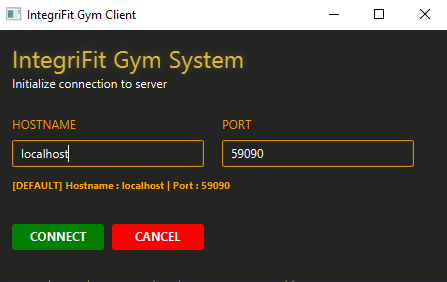 IntegriFit Gym Client
IntegriFit Gym System
Initialize connection to server
HOSTNAME PORT
localhost 59090
[DEFAULT] Hostname : localhost | Port : 59090
CONNECT CANCEL